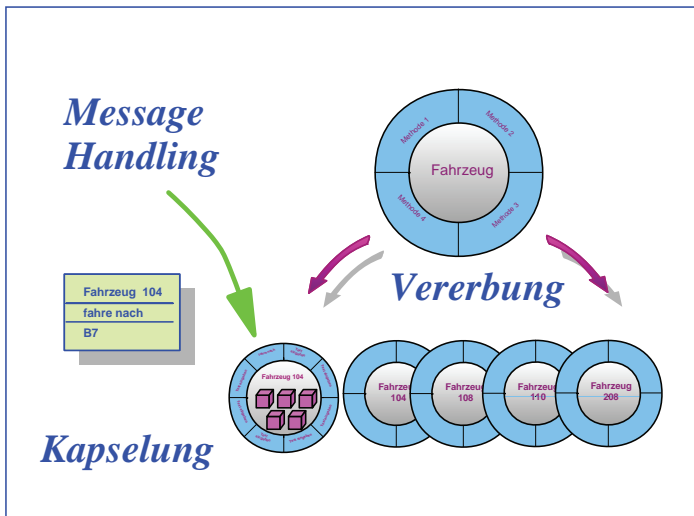 Message
Handling
Methode 1
Methode 2
Fahrzeug
Methode 4
Methode 3
Vererbung
Fahrzeug 104
fahre nach
B7
Fahrzeug 104
Fahrzeug
104
Fahrzeug
108
Fahrzeug
110
Fahrzeug
208
Kapselung